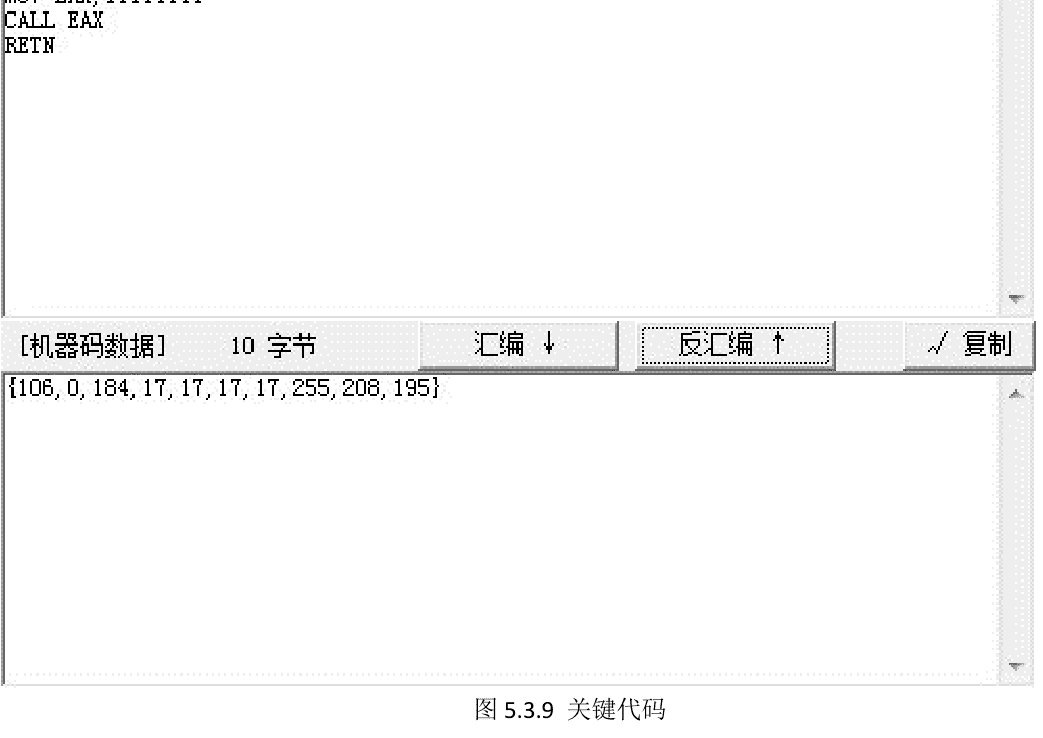 CALL EAX
RETN
[机器码数据] 10 字节 汇编 ↓ 反汇编 ↑ √ 复制
{106,0,184,17,17,17,17,255,208,195}
图 5.3.9 关键代码